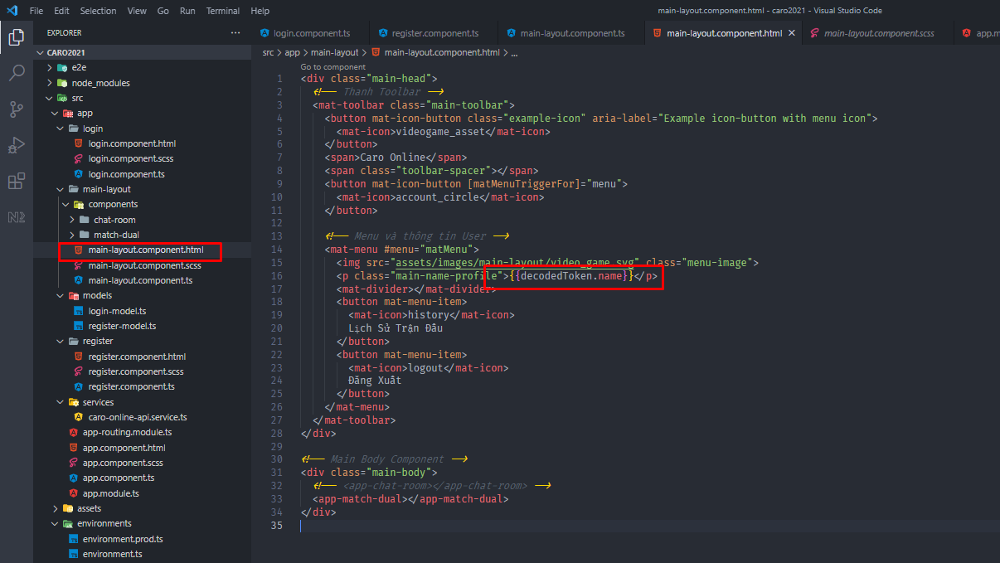 File Edit Selection View Go Run Terminal Help
main-layout.component.html - caro2021 - Visual Studio Code
EXPLORER ...
login.component.ts register.component.ts main-layout.component.ts main-layout.component.html main-layout.component.scss app.m
CARO2021
e2e
node_modules
src
app
login
login.component.html
login.component.scss
login.component.ts
main-layout
components
chat-room
match-dual
main-layout.component.html
main-layout.component.scss
main-layout.component.ts
models
login-model.ts
register-model.ts
register
register.component.html
register.component.scss
register.component.ts
services
caro-online-api.service.ts
app-routing.module.ts
app.component.html
app.component.scss
app.component.ts
app.module.ts
assets
environments
environment.prod.ts
environment.ts
src > app > main-layout > main-layout.component.html > ...
Go to component
1 <div class="main-head">
2 <!-- Thanh Toolbar -->
3 <mat-toolbar class="main-toolbar">
4 <button mat-icon-button class="example-icon" aria-label="Example icon-button with menu icon">
5 <mat-icon>videogame_asset</mat-icon>
6 </button>
7 <span>Caro Online</span>
8 <span class="toolbar-spacer"></span>
9 <button mat-icon-button [matMenuTriggerFor]="menu">
10 <mat-icon>account_circle</mat-icon>
11 </button>
12
13 <!-- Menu và thông tin User -->
14 <mat-menu #menu="matMenu">
15 <img src="assets/images/main-layout/video_game.svg" class="menu-image">
16 <p class="main-name-profile">{{decodedToken.name}}</p>
17 <mat-divider></mat-divider>
18 <button mat-menu-item>
19 <mat-icon>history</mat-icon>
20 Lịch Sử Trận Đấu
21 </button>
22 <button mat-menu-item>
23 <mat-icon>logout</mat-icon>
24 Đăng Xuất
25 </button>
26 </mat-menu>
27 </mat-toolbar>
28 </div>
29
30 <!-- Main Body Component -->
31 <div class="main-body">
32 <!-- <app-chat-room></app-chat-room> -->
33 <app-match-dual></app-match-dual>
34 </div>
35